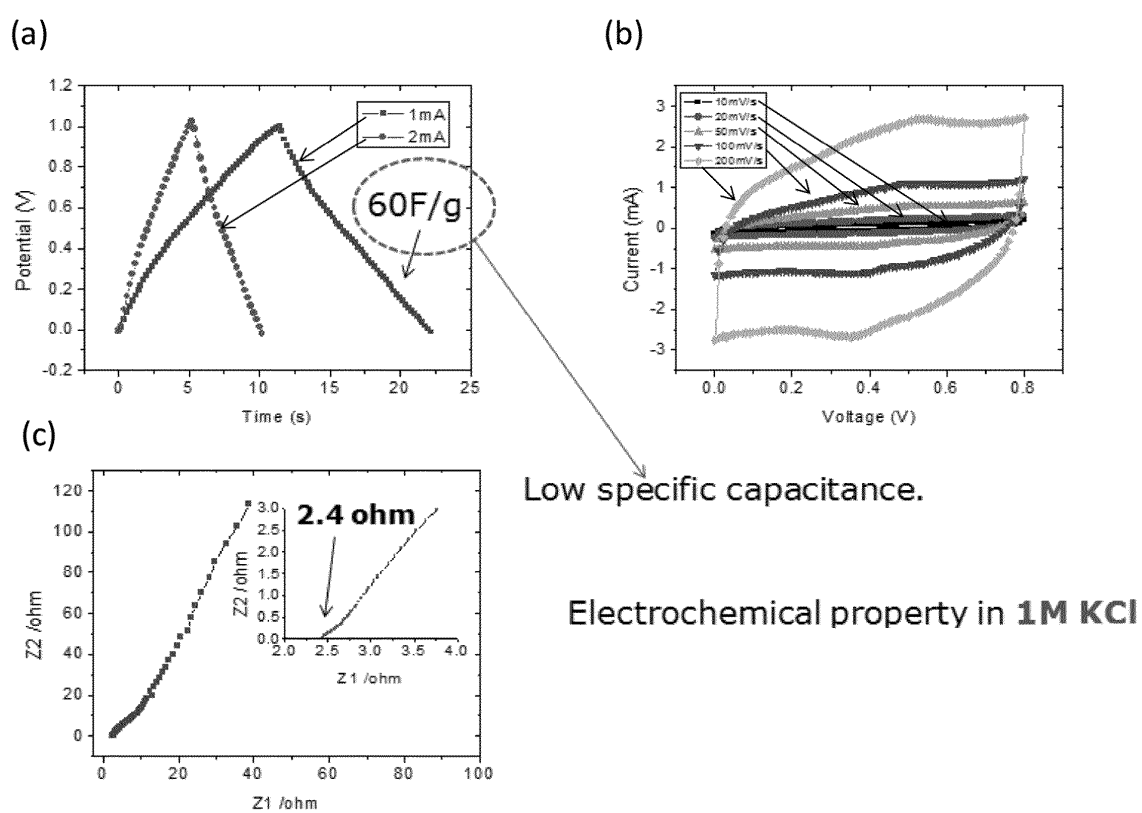 (a)
1.2
1.0
0.8
0.6
0.4
0.2
0.0
-0.2
Potential (V)
0
5
10
15
20
25
Time (s)
1mA
2mA
60F/g
(b)
3
2
1
0
-1
-2
-3
Current (mA)
0.0
0.2
0.4
0.6
0.8
Voltage (V)
10mV/s
20mV/s
50mV/s
100mV/s
200mV/s
(c)
120
100
80
60
40
20
0
Z2 /ohm
0
20
40
60
80
100
Z1 /ohm
3.0
2.5
2.0
1.5
1.0
0.5
0.0
Z2 /ohm
2.0
2.5
3.0
3.5
4.0
Z1 /ohm
2.4 ohm
Low specific capacitance.
Electrochemical property in 1M KCl